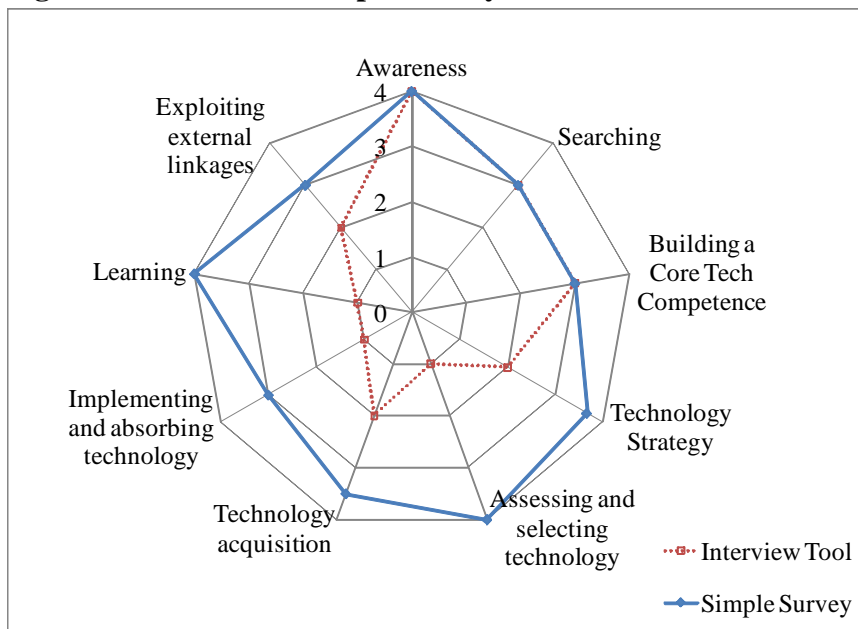 Awareness
Exploiting
external
linkages
Searching
Building a
Core Tech
Competence
Learning
4
3
2
1
0
Implementing
and absorbing
technology
Technology
Strategy
Technology
acquisition
Assessing and
selecting
technology
Interview Tool
Simple Survey